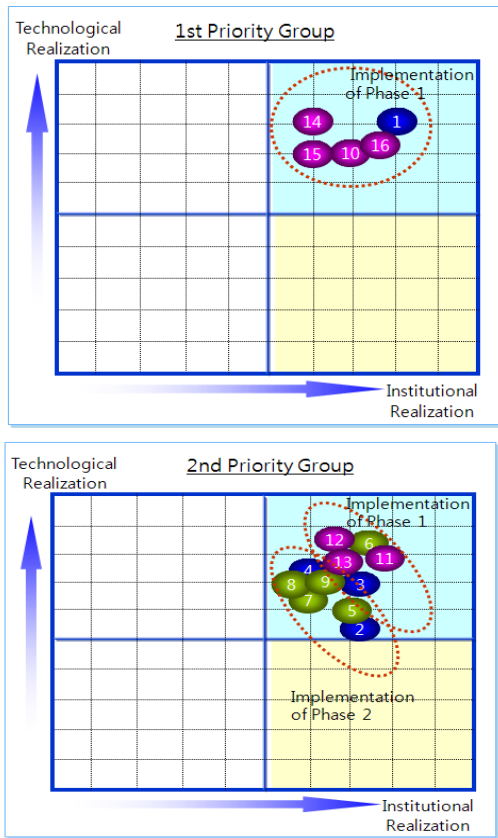 Technological
Realization
1st Priority Group
Implementation
of Phase 1
14
1
16
15
10
Institutional
Realization
Technological
Realization
2nd Priority Group
Implementation
of Phase 1
12
6
13
11
4
8
9
3
7
5
2
Implementation
of Phase 2
Institutional
Realization